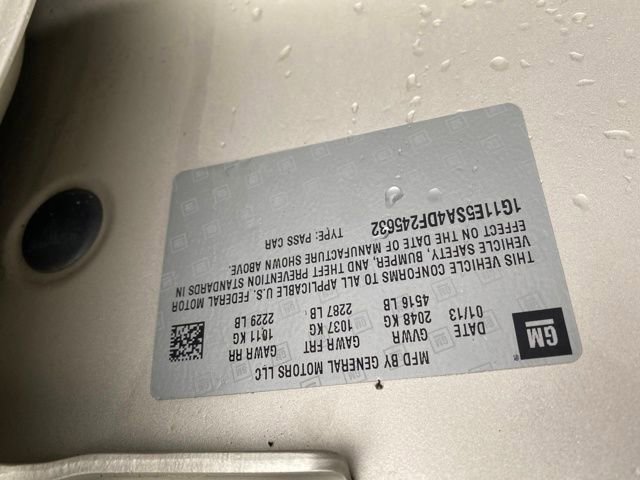 MFD BY GENERAL MOTORS LLC
GM
DATE GVWR GAWR FRT GAWR RR
01/13 2048 KG 1037 KG 1011 KG
4516 LB 2287 LB 2229 LB
THIS VEHICLE CONFORMS TO ALL APPLICABLE U.S. FEDERAL MOTOR
VEHICLE SAFETY, BUMPER, AND THEFT PREVENTION STANDARDS IN
EFFECT ON THE DATE OF MANUFACTURE SHOWN ABOVE.
1G11E5SA4DF245632 TYPE: PASS CAR